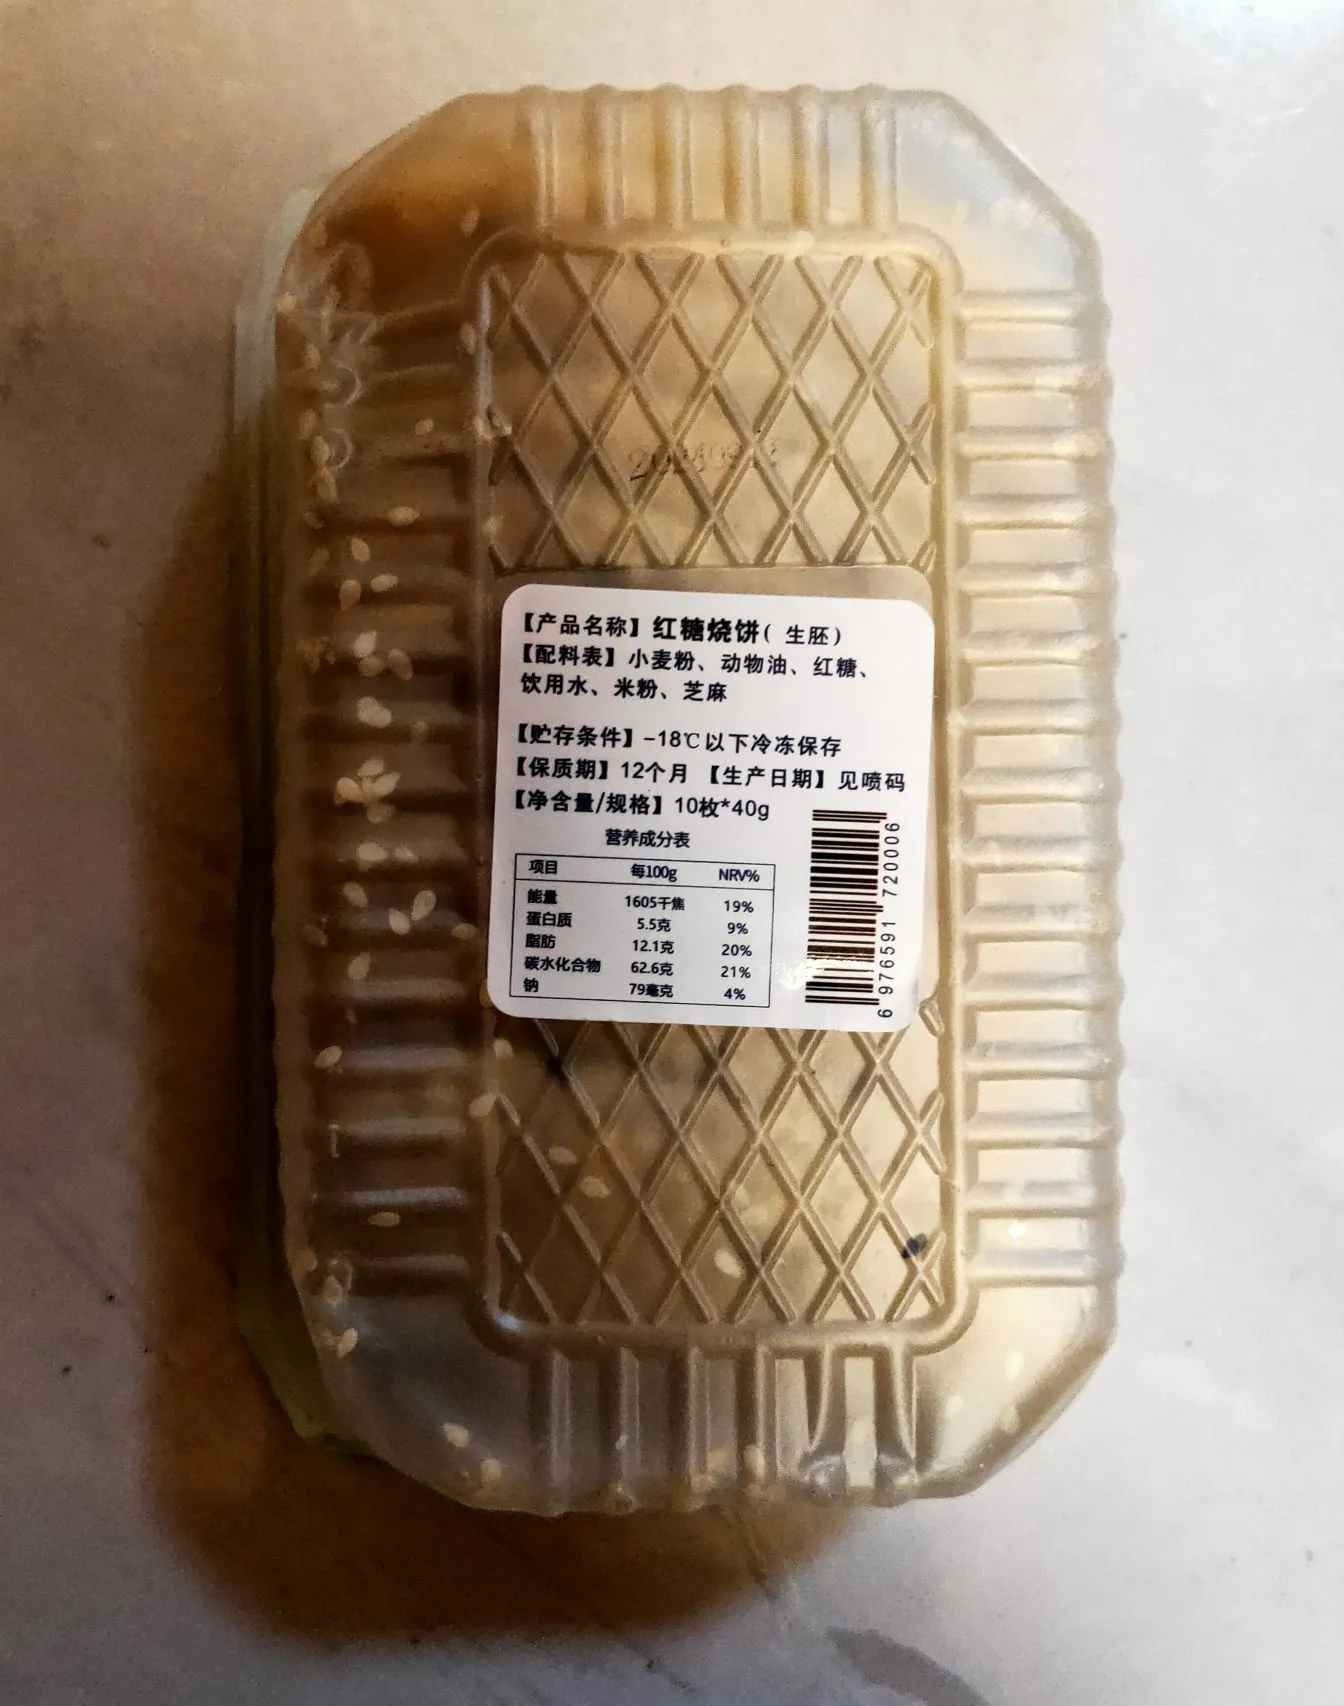 【产品名称】红糖烧饼( 生胚)
【配料表】小麦粉、动物油、红糖、
饮用水、米粉、芝麻
【贮存条件】-18℃以下冷冻保存
【保质期】12个月 【生产日期】见喷码
【净含量/规格】10枚*40g
营养成分表
项目 每100g NRV%
能量 1605千焦 19%
蛋白质 5.5克 9%
脂肪 12.1克 20%
碳水化合物 62.6克 21%
钠 79毫克 4%
6 976591 720006